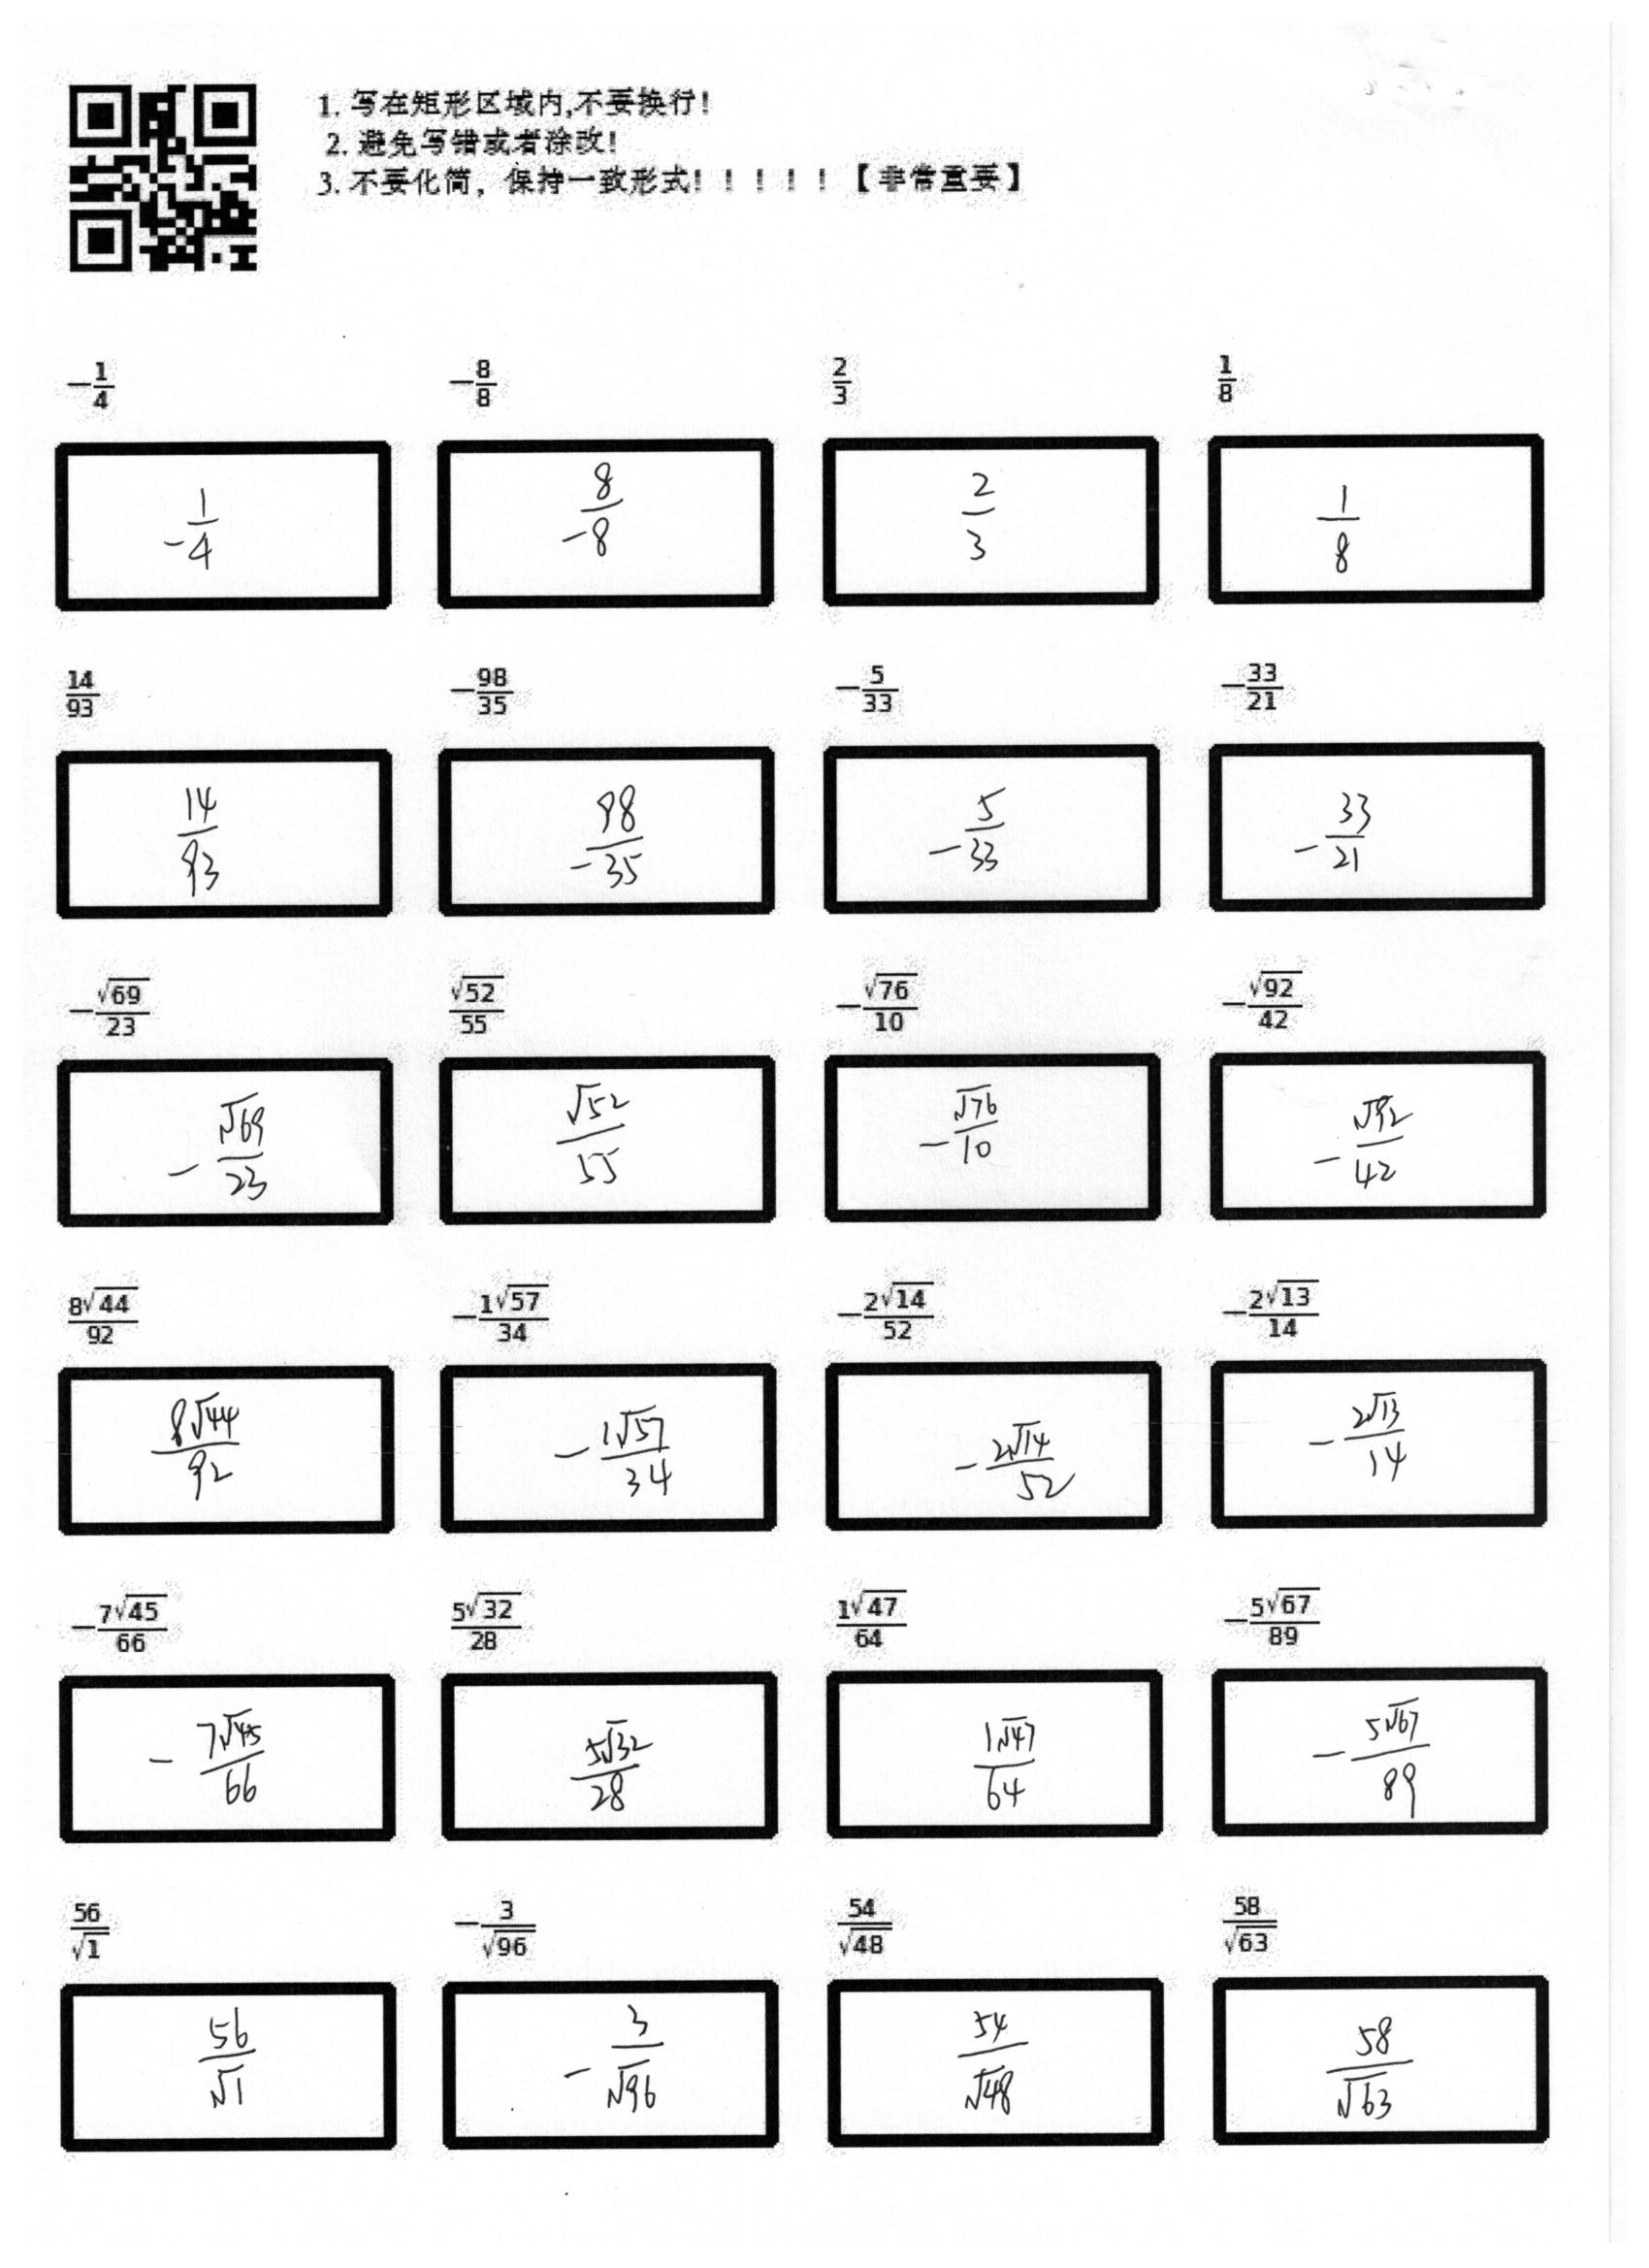 1. 写在矩形区域内,不要换行!
2. 避免写错或者涂改!
3. 不要化简，保持一致形式！！！！！【非常重要】
-\frac{1}{4} -\frac{8}{8} \frac{2}{3} \frac{1}{8}
\frac{1}{-4} \frac{8}{-8} \frac{2}{3} \frac{1}{8}
\frac{14}{93} -\frac{98}{35} -\frac{5}{33} -\frac{33}{21}
\frac{14}{93} \frac{98}{-35} -\frac{5}{33} -\frac{33}{21}
-\frac{\sqrt{69}}{23} \frac{\sqrt{52}}{55} -\frac{\sqrt{76}}{10} -\frac{\sqrt{92}}{42}
-\frac{\sqrt{69}}{23} \frac{\sqrt{52}}{55} -\frac{\sqrt{76}}{10} -\frac{\sqrt{92}}{42}
\frac{8\sqrt{44}}{92} -\frac{1\sqrt{57}}{34} -\frac{2\sqrt{14}}{52} -\frac{2\sqrt{13}}{14}
\frac{8\sqrt{44}}{92} -\frac{1\sqrt{57}}{34} -\frac{2\sqrt{14}}{52} -\frac{2\sqrt{13}}{14}
-\frac{7\sqrt{45}}{66} \frac{5\sqrt{32}}{28} \frac{1\sqrt{47}}{64} -\frac{5\sqrt{67}}{89}
-\frac{7\sqrt{45}}{66} \frac{5\sqrt{32}}{28} \frac{1\sqrt{47}}{64} -\frac{5\sqrt{67}}{89}
\frac{56}{\sqrt{1}} -\frac{3}{\sqrt{96}} \frac{54}{\sqrt{48}} \frac{58}{\sqrt{63}}
\frac{56}{\sqrt{1}} -\frac{3}{\sqrt{96}} \frac{54}{\sqrt{48}} \frac{58}{\sqrt{63}}